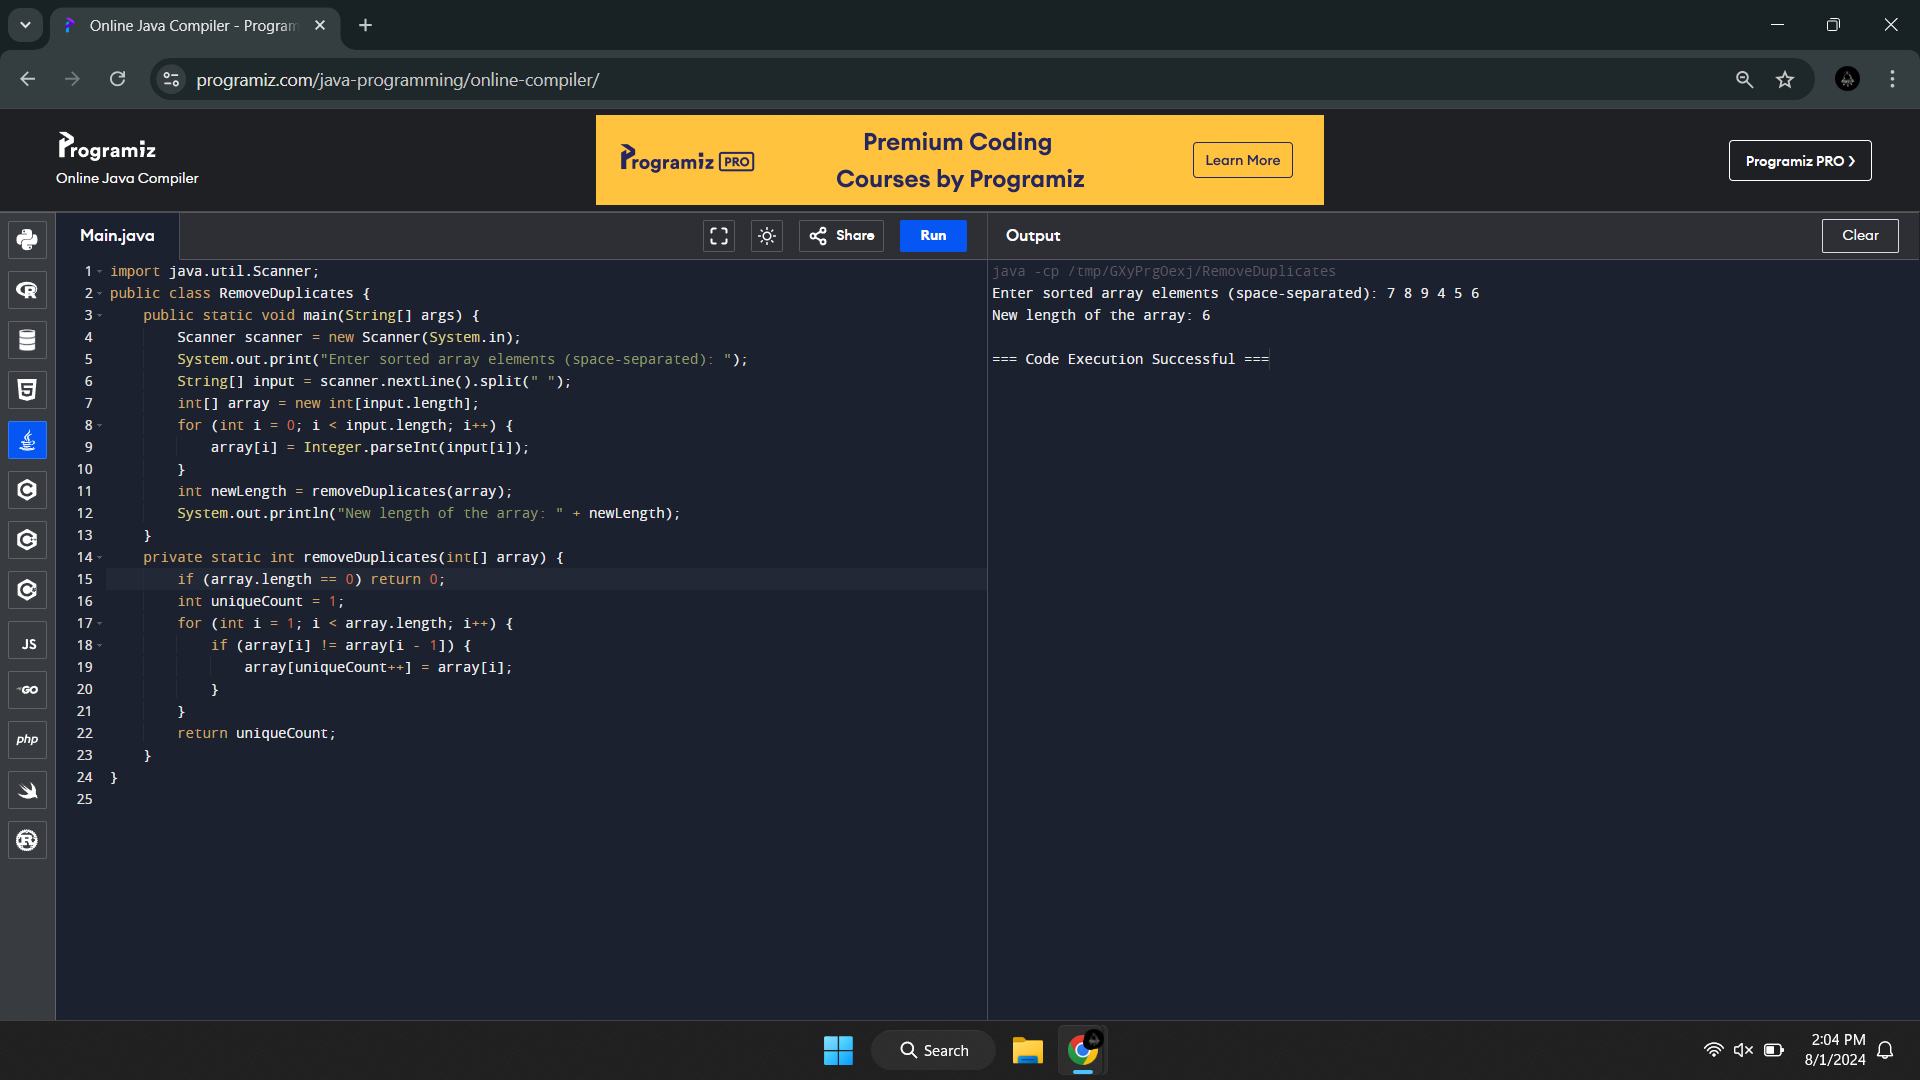 Online Java Compiler - Program
programiz.com/java-programming/online-compiler/
Programiz
Online Java Compiler
Programiz PRO
Premium Coding
Courses by Programiz
Learn More
Programiz PRO ›
Main.java
Share
Run
Output
Clear
1 import java.util.Scanner;
2 public class RemoveDuplicates {
3     public static void main(String[] args) {
4         Scanner scanner = new Scanner(System.in);
5         System.out.print("Enter sorted array elements (space-separated): ");
6         String[] input = scanner.nextLine().split(" ");
7         int[] array = new int[input.length];
8         for (int i = 0; i < input.length; i++) {
9             array[i] = Integer.parseInt(input[i]);
10         }
11         int newLength = removeDuplicates(array);
12         System.out.println("New length of the array: " + newLength);
13     }
14     private static int removeDuplicates(int[] array) {
15         if (array.length == 0) return 0;
16         int uniqueCount = 1;
17         for (int i = 1; i < array.length; i++) {
18             if (array[i] != array[i - 1]) {
19                 array[uniqueCount++] = array[i];
20             }
21         }
22         return uniqueCount;
23     }
24 }
25
java -cp /tmp/GXyPrgOexj/RemoveDuplicates
Enter sorted array elements (space-separated): 7 8 9 4 5 6
New length of the array: 6
=== Code Execution Successful ===
R
5
C
C
C
JS
GO
php
R
Search
2:04 PM
8/1/2024